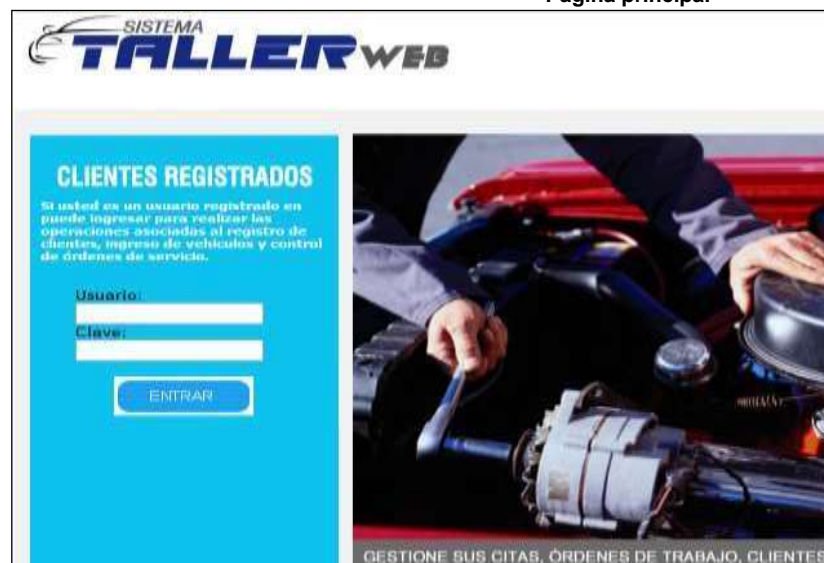 SISTEMA
TALLER WEB
CLIENTES REGISTRADOS
Si usted es un usuario registrado en
puede ingresar para realizar las
operaciones asociadas al registro de
clientes, ingreso de vehículos y control
de órdenes de servicio.
Usuario:
Clave:
ENTRAR
GESTIONE SUS CITAS, ÓRDENES DE TRABAJO, CLIENTES